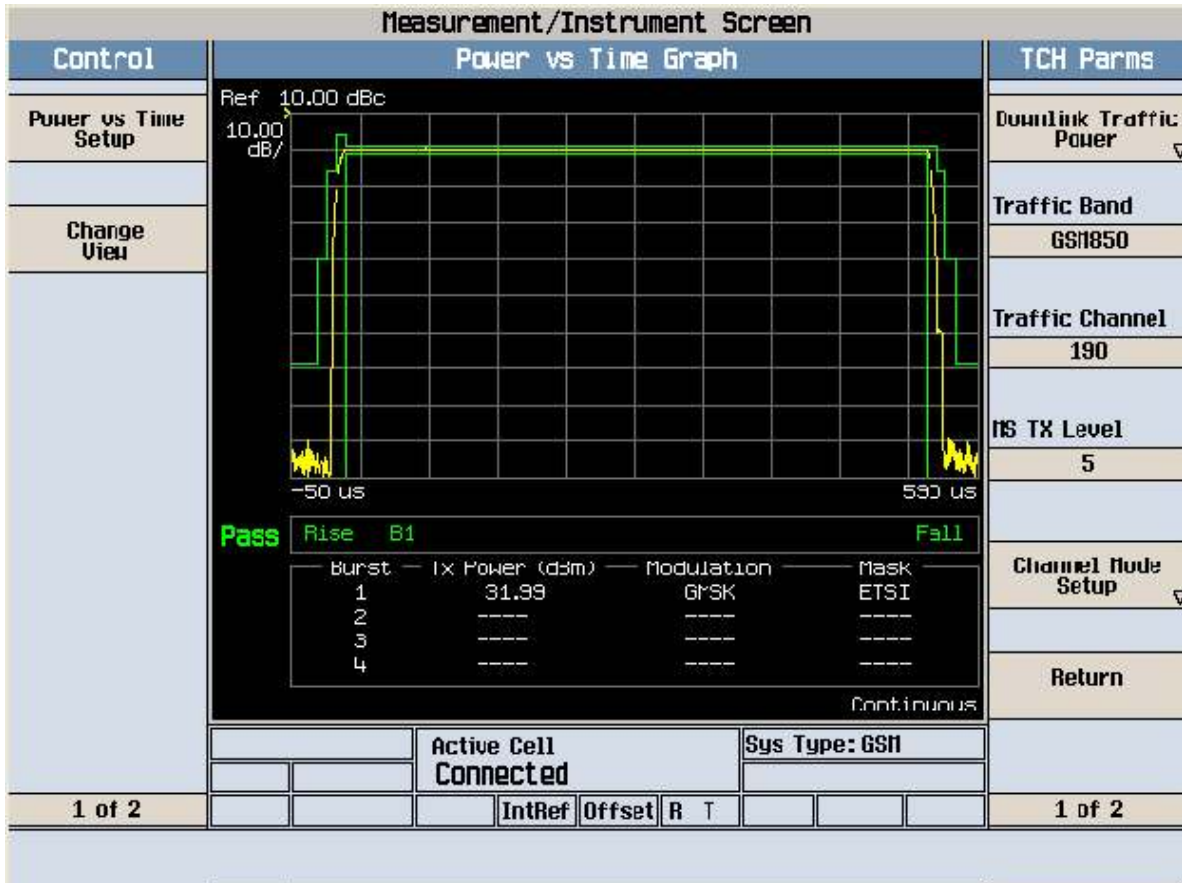 Measurement/Instrument Screen
Control
Power vs Time Graph
TCH Parms
Power vs Time
Setup
Change
View
1 of 2
Ref 10.00 dBc
10.00
dB/
-50 us
590 us
Pass
Rise B1 Fall
Burst Tx Power (dBm) Modulation Mask
1 31.99 GMSK ETSI
2 ---- ---- ----
3 ---- ---- ----
4 ---- ---- ----
Continuous
Active Cell
Connected
Sys Type: GSM
IntRef Offset R T
Downlink Traffic
Power
Traffic Band
GSM850
Traffic Channel
190
MS TX Level
5
Channel Mode
Setup
Return
1 of 2